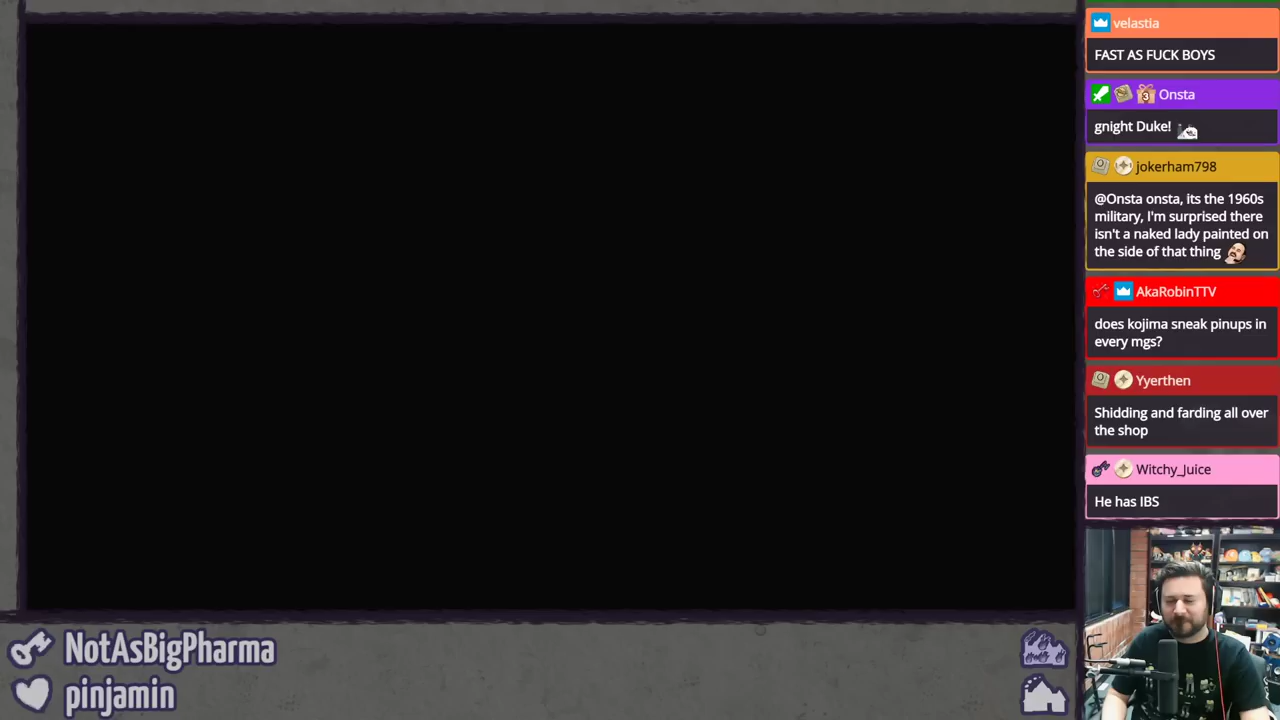 velastia
FAST AS FUCK BOYS
3 Onsta
gnight Duke!
jokerham798
@Onsta onsta, its the 1960s
military, I'm surprised there
isn't a naked lady painted on
the side of that thing
AkaRobinTTV
does kojima sneak pinups in
every mgs?
Yyerthen
Shidding and farding all over
the shop
Witchy_Juice
He has IBS
NotAsBigPharma
pinjamin